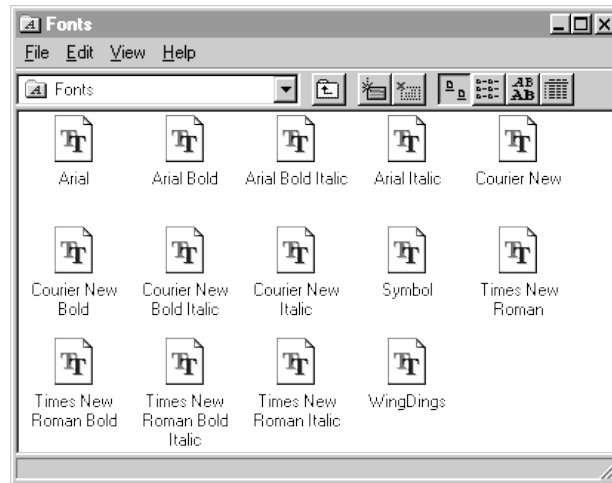 Fonts
File Edit View Help
Fonts
Arial
Arial Bold
Arial Bold Italic
Arial Italic
Courier New
Courier New
Bold
Courier New
Bold Italic
Courier New
Italic
Symbol
Times New
Roman
Times New
Roman Bold
Times New
Roman Bold
Italic
Times New
Roman Italic
WingDings